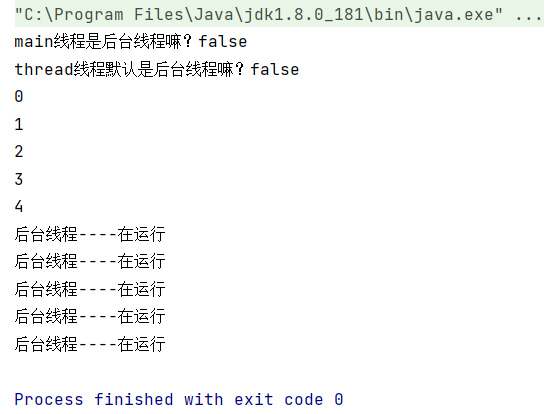 "C:\Program Files\Java\jdk1.8.0_181\bin\java.exe" ...
main线程是后台线程嘛？false
thread线程默认是后台线程嘛？false
0
1
2
3
4
后台线程----在运行
后台线程----在运行
后台线程----在运行
后台线程----在运行
后台线程----在运行
Process finished with exit code 0